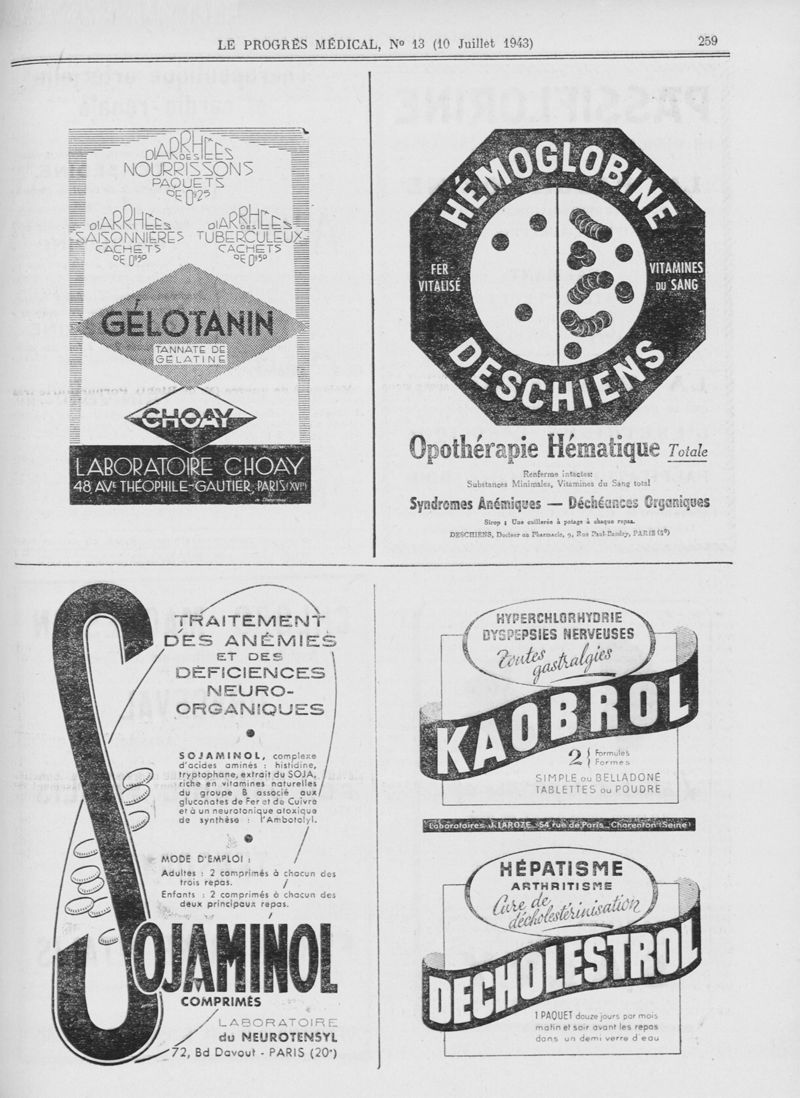 LE PROGRÈS MÉDICAL, No 13 (10 Juillet 1943)
259
DIARRHÉES
DES
NOURRISSONS
PAQUETS
DE 0gr25
DIARRHÉES
SAISONNIÈRES
CACHETS
DE 0gr50
DIARRHÉES
TUBERCULEUX
CACHETS
DE 0gr50
GÉLOTANIN
TANNATE DE
GÉLATINE
CHOAY
LABORATOIRE CHOAY
48 AVE THÉOPHILE-GAUTIER, PARIS (XVIe)
HÉMOGLOBINE
FER
VITALISÉ
VITAMINES
DU SANG
DESCHIENS
Opothérapie Hématique Totale
Renferme intactes:
Substances Minimales, Vitamines du Sang total
Syndromes Anémiques — Déchéances Organiques
Sirop : Une cuillerée à potage à chaque repas.
DESCHIENS, Docteur en Pharmacie, 9, Rue Paul-Baudry, PARIS (8e)
TRAITEMENT
DES ANÉMIES
ET DES
DÉFICIENCES
NEURO-
ORGANIQUES
SOJAMINOL, complexe
d'acides aminés : histidine,
tryptophane, extrait du SOJA,
riche en vitamines naturelles
du groupe B associé aux
gluconates de Fer et de Cuivre
et à un neurotonique atoxique
de synthèse : l'Ambotolyl.
MODE D'EMPLOI :
Adultes : 2 comprimés à chacun des
trois repas.
Enfants : 2 comprimés à chacun des
deux principaux repas.
SOJAMINOL
COMPRIMÉS
LABORATOIRE
du NEUROTENSYL
72, Bd Davout - PARIS (20e)
HYPERCHLORHYDRIE
DYSPEPSIES NERVEUSES
Toutes
gastralgies
KAOBROL
2 Formules
Formes
SIMPLE ou BELLADONÉ
TABLETTES ou POUDRE
Laboratoires J. LAROZE _ 54 rue de Paris _ Charenton (Seine)
HÉPATISME
ARTHRITISME
Cure de
décholestérinisation
DECHOLESTROL
1 PAQUET douze jours par mois
matin et soir avant les repas
dans un demi verre d eau